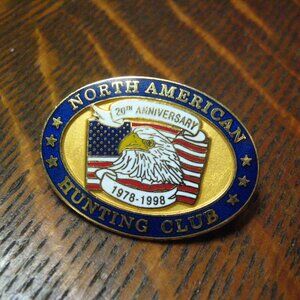 NORTH AMERICAN
20TH ANNIVERSARY
1978-1998
HUNTING CLUB